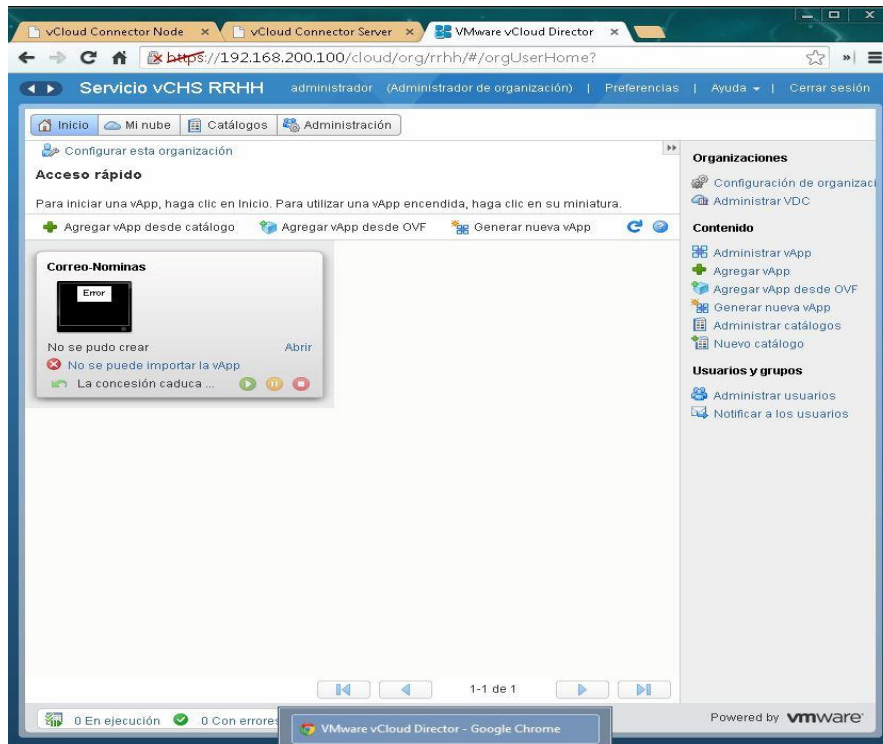 vCloud Connector Node
vCloud Connector Server
VMware vCloud Director
https://192.168.200.100/cloud/org/rrhh/#/orgUserHome?
Servicio vCHS RRHH administrador (Administrador de organización) | Preferencias | Ayuda | Cerrar sesión
Inicio Mi nube Catálogos Administración
Configurar esta organización
Acceso rápido
Para iniciar una vApp, haga clic en Inicio. Para utilizar una vApp encendida, haga clic en su miniatura.
Agregar vApp desde catálogo Agregar vApp desde OVF Generar nueva vApp
Correo-Nominas
Error
No se pudo crear Abrir
No se puede importar la vApp
La concesión caduca ...
1-1 de 1
Organizaciones
Configuración de organizaci
Administrar VDC
Contenido
Administrar vApp
Agregar vApp
Agregar vApp desde OVF
Generar nueva vApp
Administrar catálogos
Nuevo catálogo
Usuarios y grupos
Administrar usuarios
Notificar a los usuarios
0 En ejecución 0 Con errores
VMware vCloud Director - Google Chrome
Powered by vmware